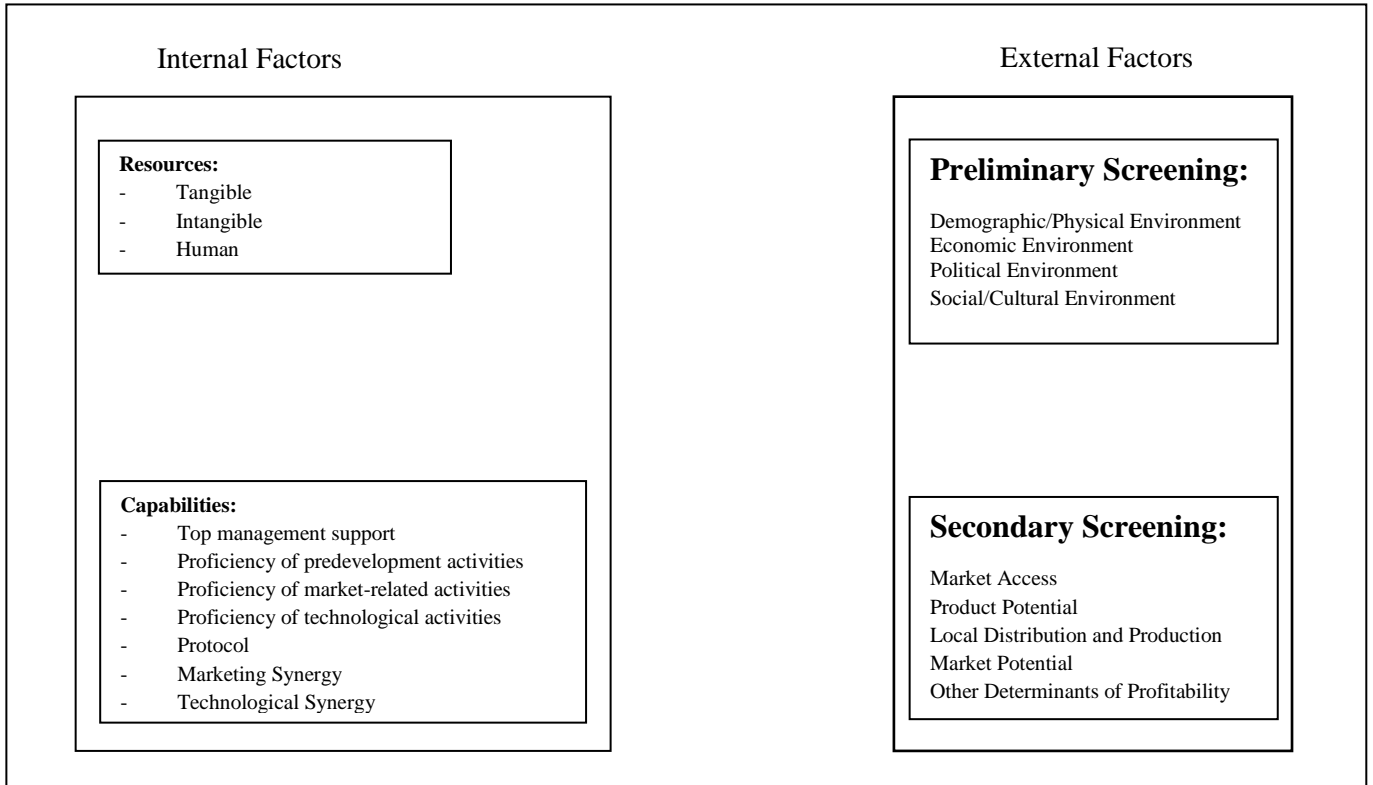 Internal Factors
Resources:
- Tangible
- Intangible
- Human
Capabilities:
- Top management support
- Proficiency of predevelopment activities
- Proficiency of market-related activities
- Proficiency of technological activities
- Protocol
- Marketing Synergy
- Technological Synergy
External Factors
Preliminary Screening:
Demographic/Physical Environment
Economic Environment
Political Environment
Social/Cultural Environment
Secondary Screening:
Market Access
Product Potential
Local Distribution and Production
Market Potential
Other Determinants of Profitability